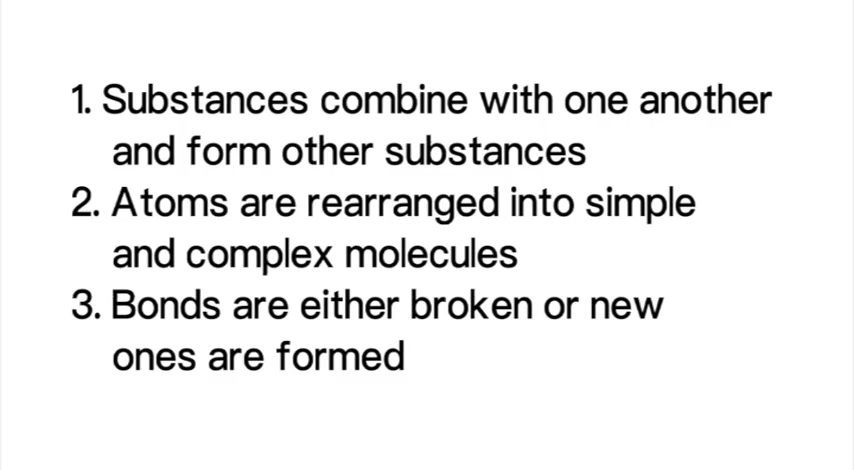 1. Substances combine with one another
and form other substances
2. Atoms are rearranged into simple
and complex molecules
3. Bonds are either broken or new
ones are formed